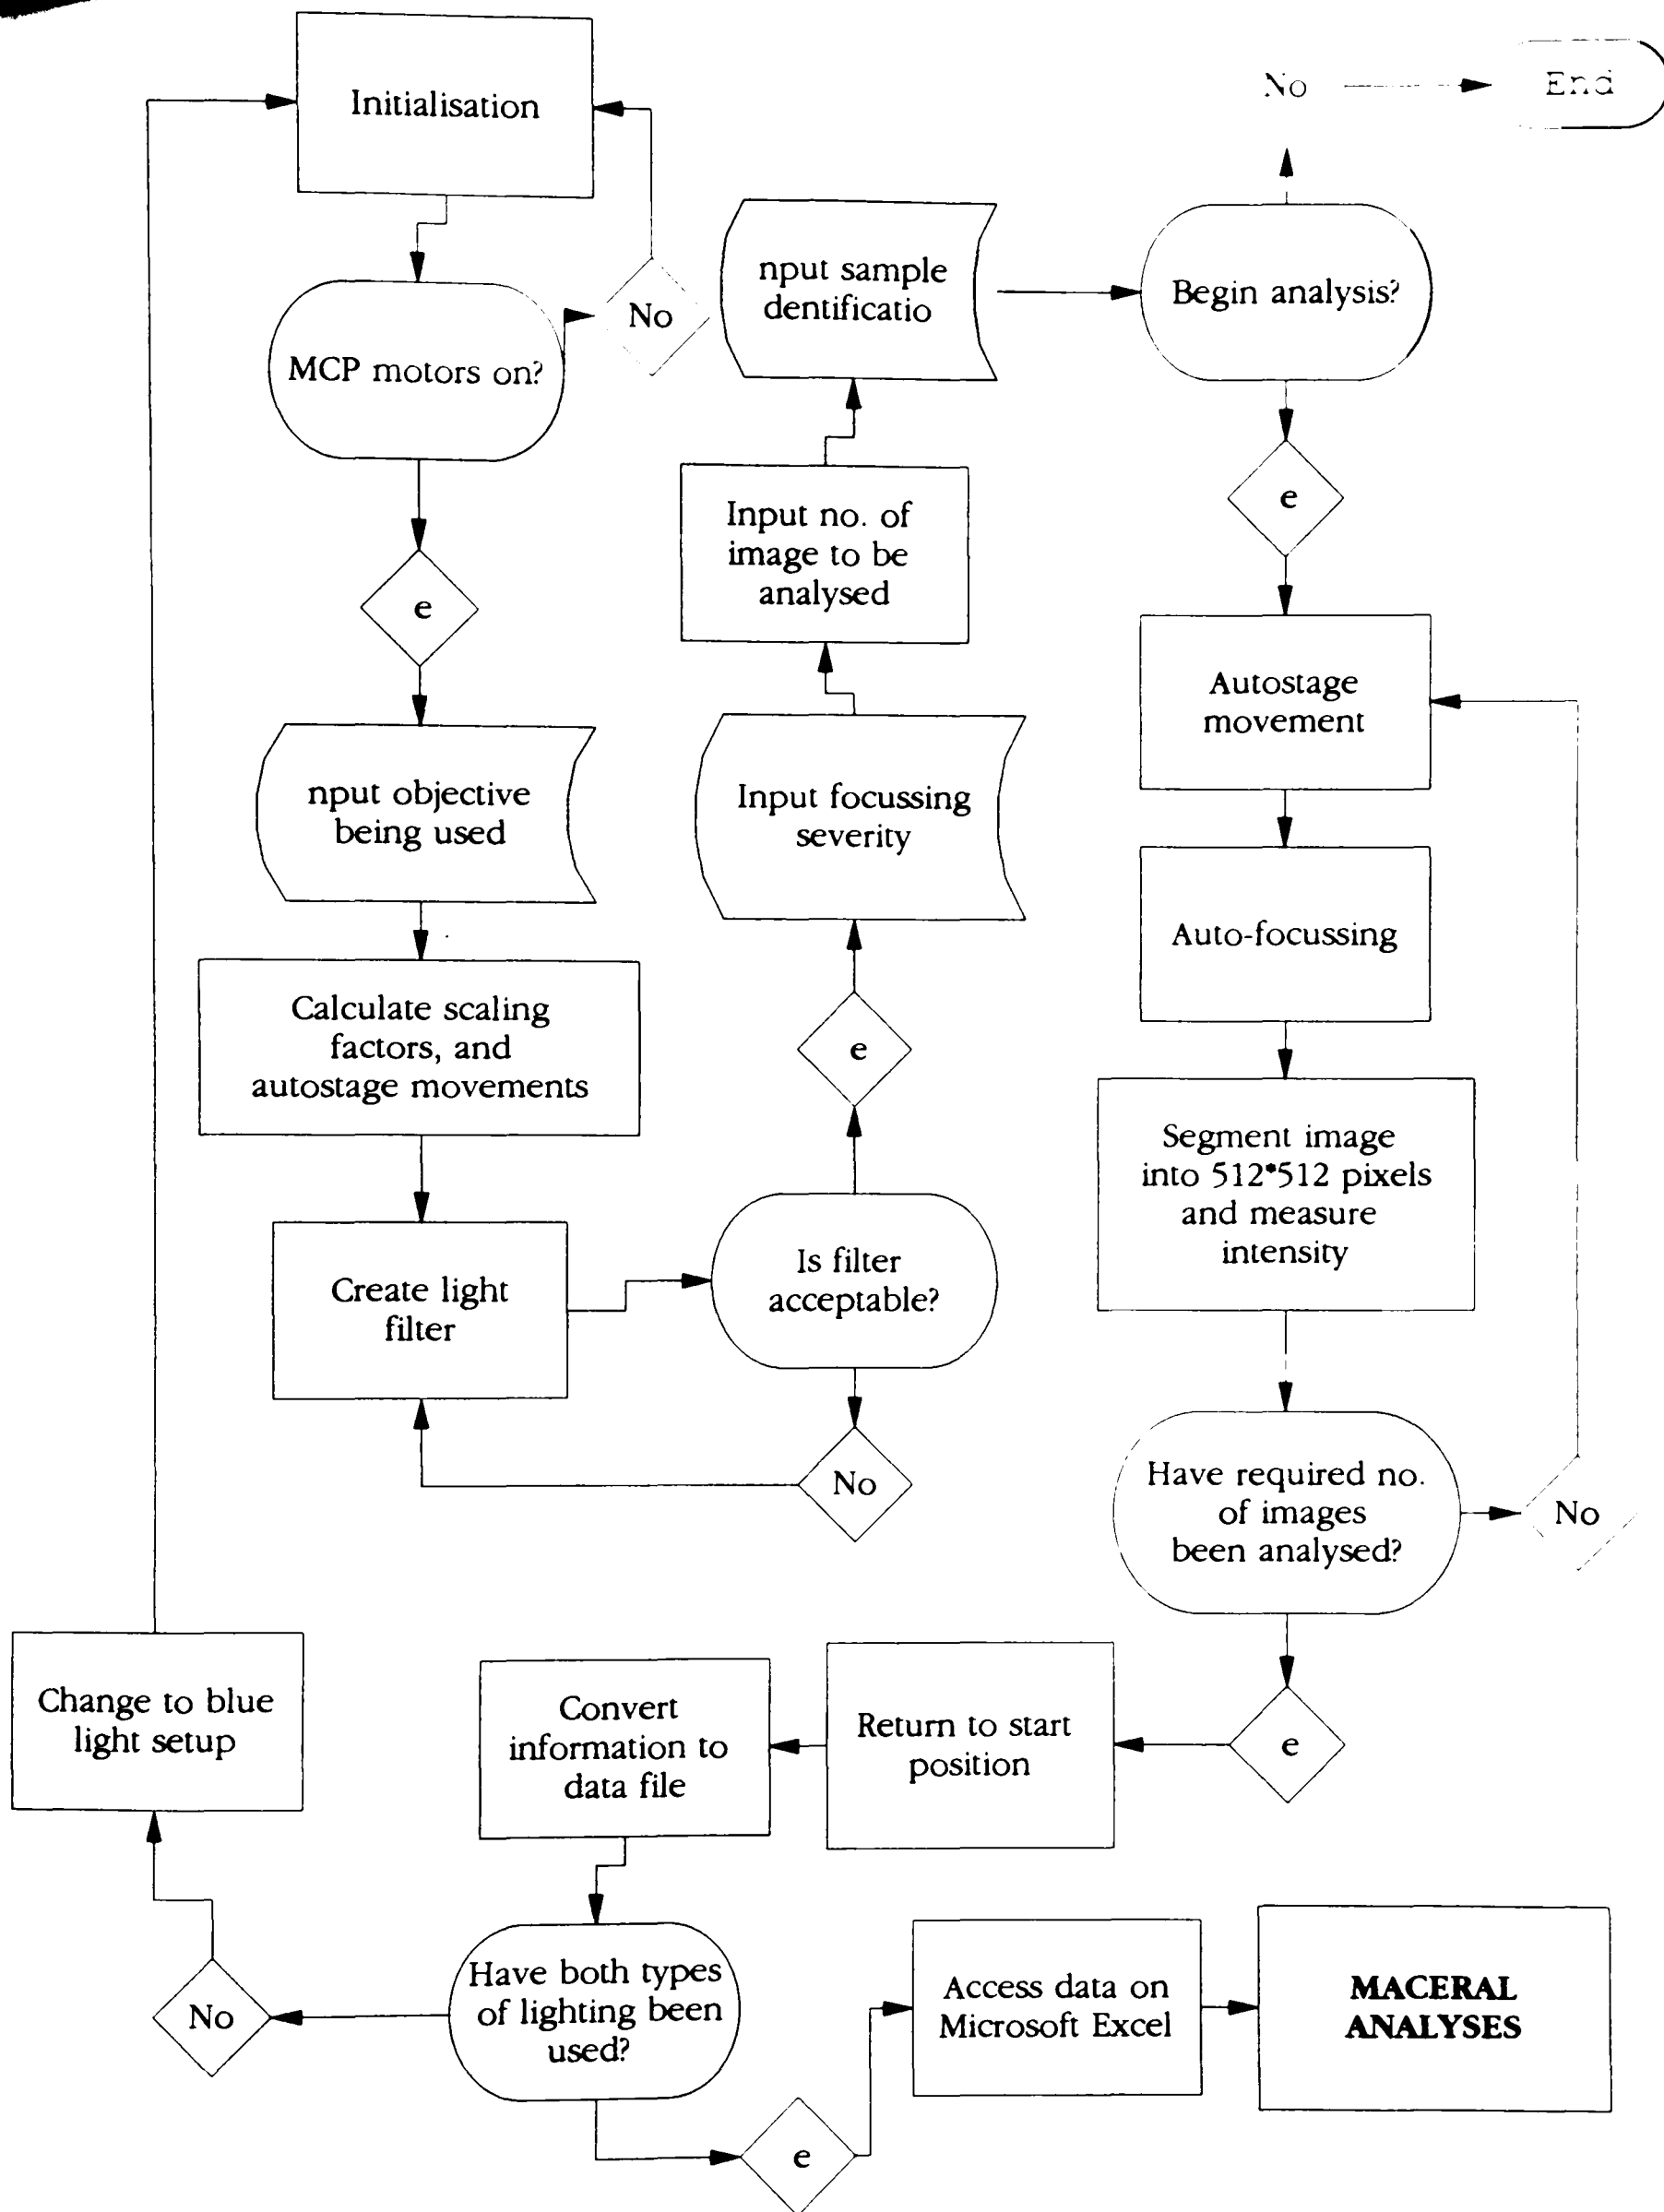 Initialisation
MCP motors on?
No
e
nput objective
being used
Calculate scaling
factors, and
autostage movements
Create light
filter
Is filter
acceptable?
No
e
Input focussing
severity
Input no. of
image to be
analysed
nput sample
dentificatio
Begin analysis?
No
End
e
Autostage
movement
Auto-focussing
Segment image
into 512*512 pixels
and measure
intensity
Have required no.
of images
been analysed?
No
e
Return to start
position
Convert
information to
data file
Have both types
of lighting been
used?
No
Change to blue
light setup
e
Access data on
Microsoft Excel
MACERAL
ANALYSES